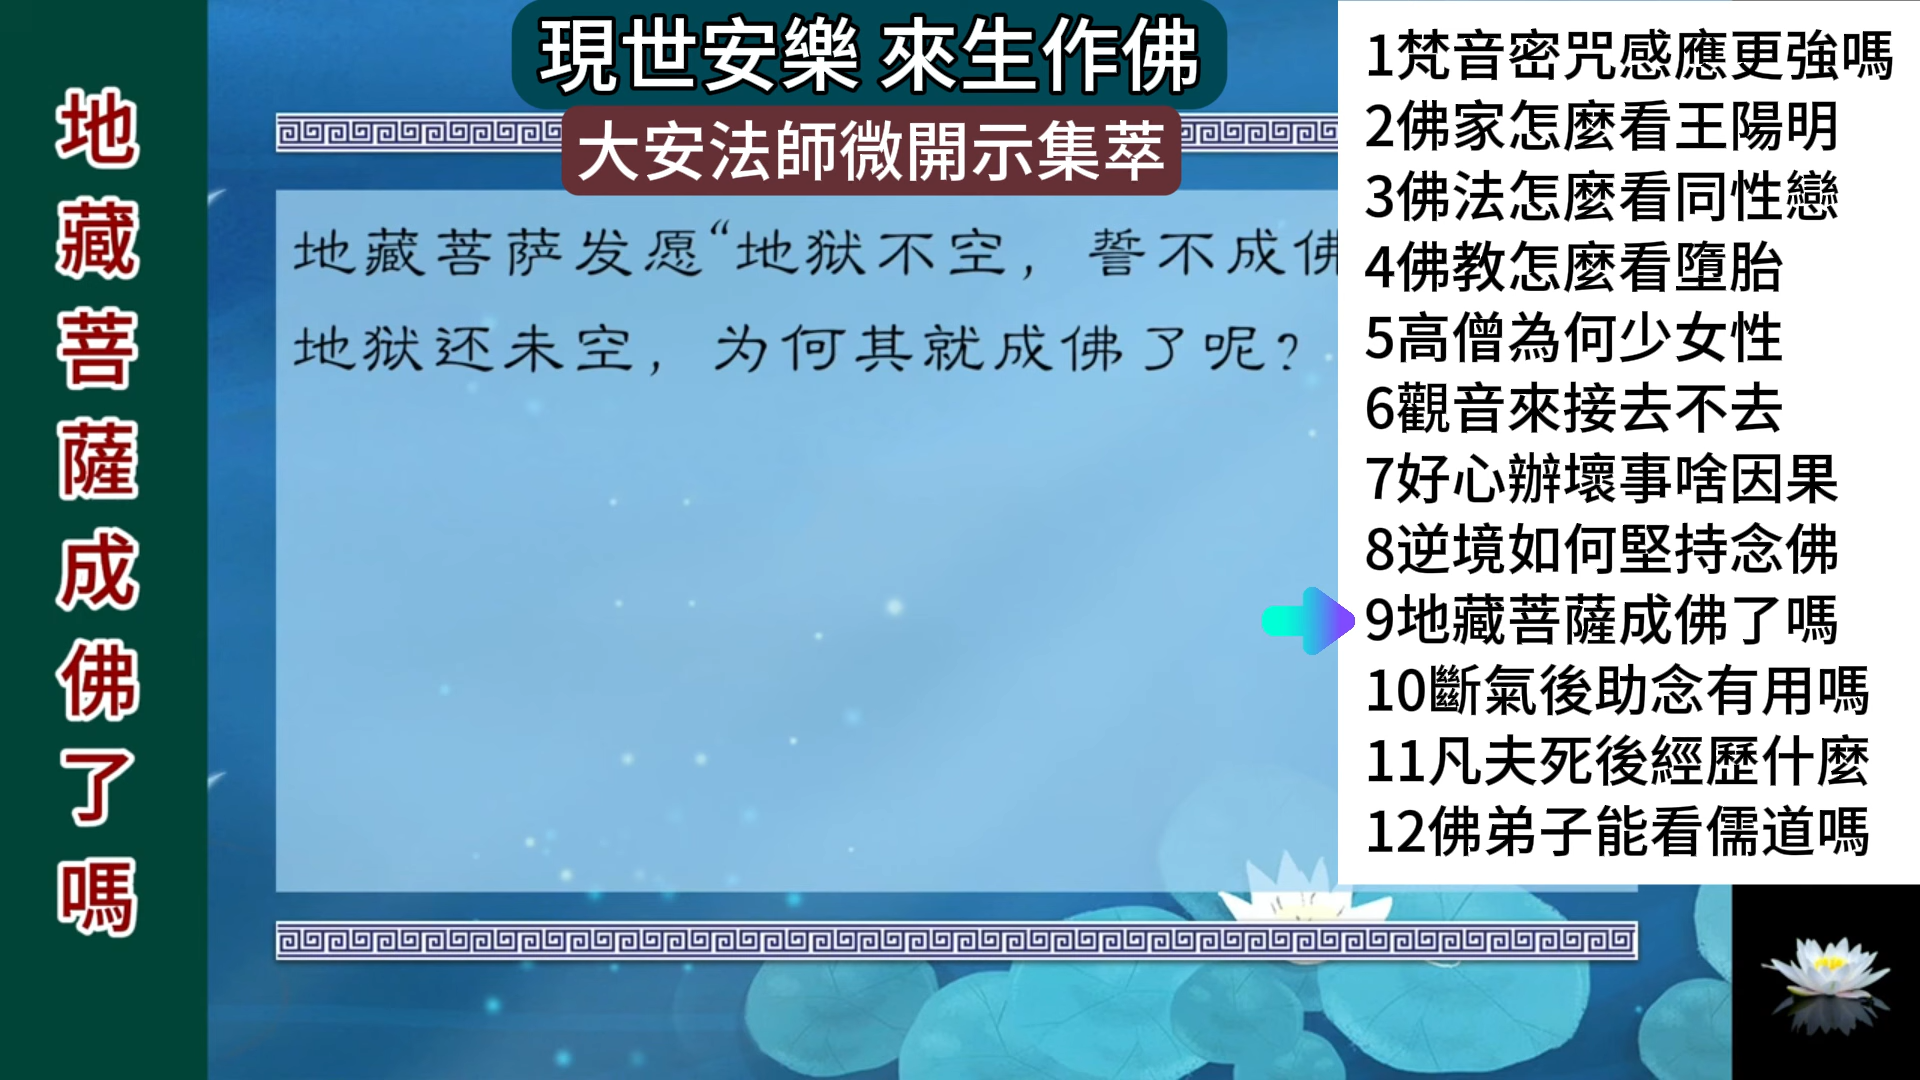 地藏菩薩成佛了嗎
現世安樂 來生作佛
大安法師微開示集萃
地藏菩萨发愿“地狱不空，誓不成佛
地狱还未空，为何其就成佛了呢?
1梵音密咒感應更強嗎
2佛家怎麼看王陽明
3佛法怎麼看同性戀
4佛教怎麼看墮胎
5高僧為何少女性
6觀音來接去不去
7好心辦壞事啥因果
8逆境如何堅持念佛
9地藏菩薩成佛了嗎
10斷氣後助念有用嗎
11凡夫死後經歷什麼
12佛弟子能看儒道嗎